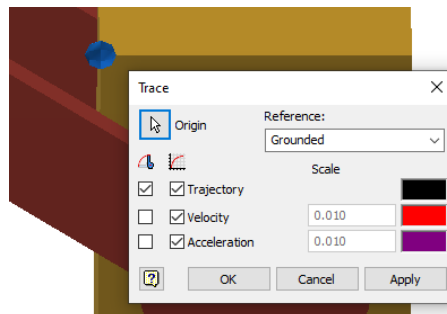 Trace
Origin
Reference:
Grounded
Scale
Trajectory
Velocity
0.010
Acceleration
0.010
OK
Cancel
Apply